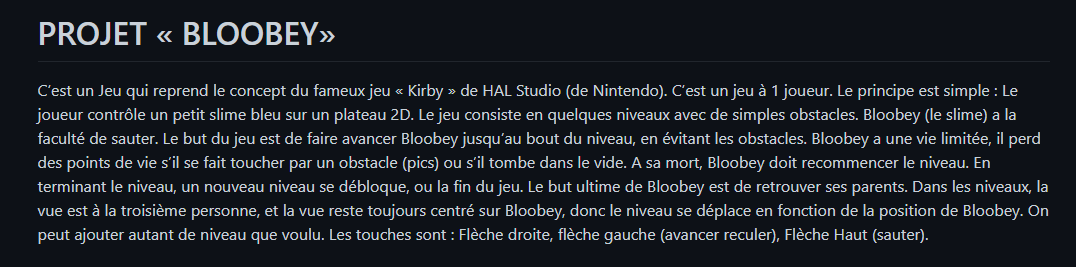 PROJET « BLOOBEY»
C’est un Jeu qui reprend le concept du fameux jeu « Kirby » de HAL Studio (de Nintendo). C’est un jeu à 1 joueur. Le principe est simple : Le
joueur contrôle un petit slime bleu sur un plateau 2D. Le jeu consiste en quelques niveaux avec de simples obstacles. Bloobey (le slime) a la
faculté de sauter. Le but du jeu est de faire avancer Bloobey jusqu’au bout du niveau, en évitant les obstacles. Bloobey a une vie limitée, il perd
des points de vie s’il se fait toucher par un obstacle (pics) ou s’il tombe dans le vide. A sa mort, Bloobey doit recommencer le niveau. En
terminant le niveau, un nouveau niveau se débloque, ou la fin du jeu. Le but ultime de Bloobey est de retrouver ses parents. Dans les niveaux, la
vue est à la troisième personne, et la vue reste toujours centré sur Bloobey, donc le niveau se déplace en fonction de la position de Bloobey. On
peut ajouter autant de niveau que voulu. Les touches sont : Flèche droite, flèche gauche (avancer reculer), Flèche Haut (sauter).